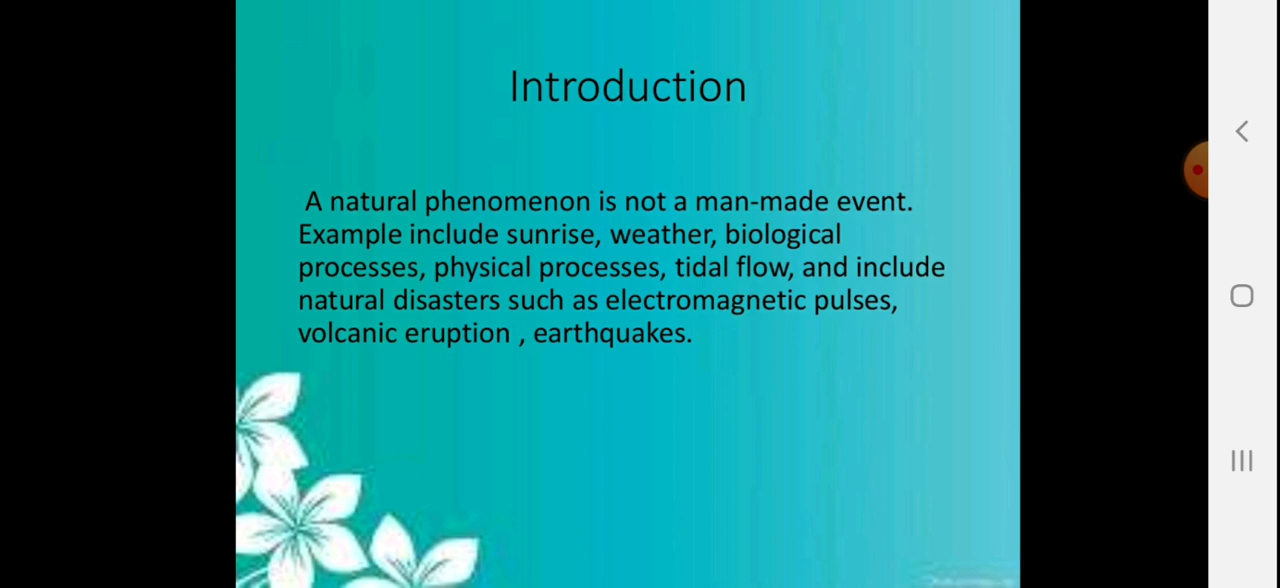 Introduction
A natural phenomenon is not a man-made event.
Example include sunrise, weather, biological
processes, physical processes, tidal flow, and include
natural disasters such as electromagnetic pulses,
volcanic eruption , earthquakes.